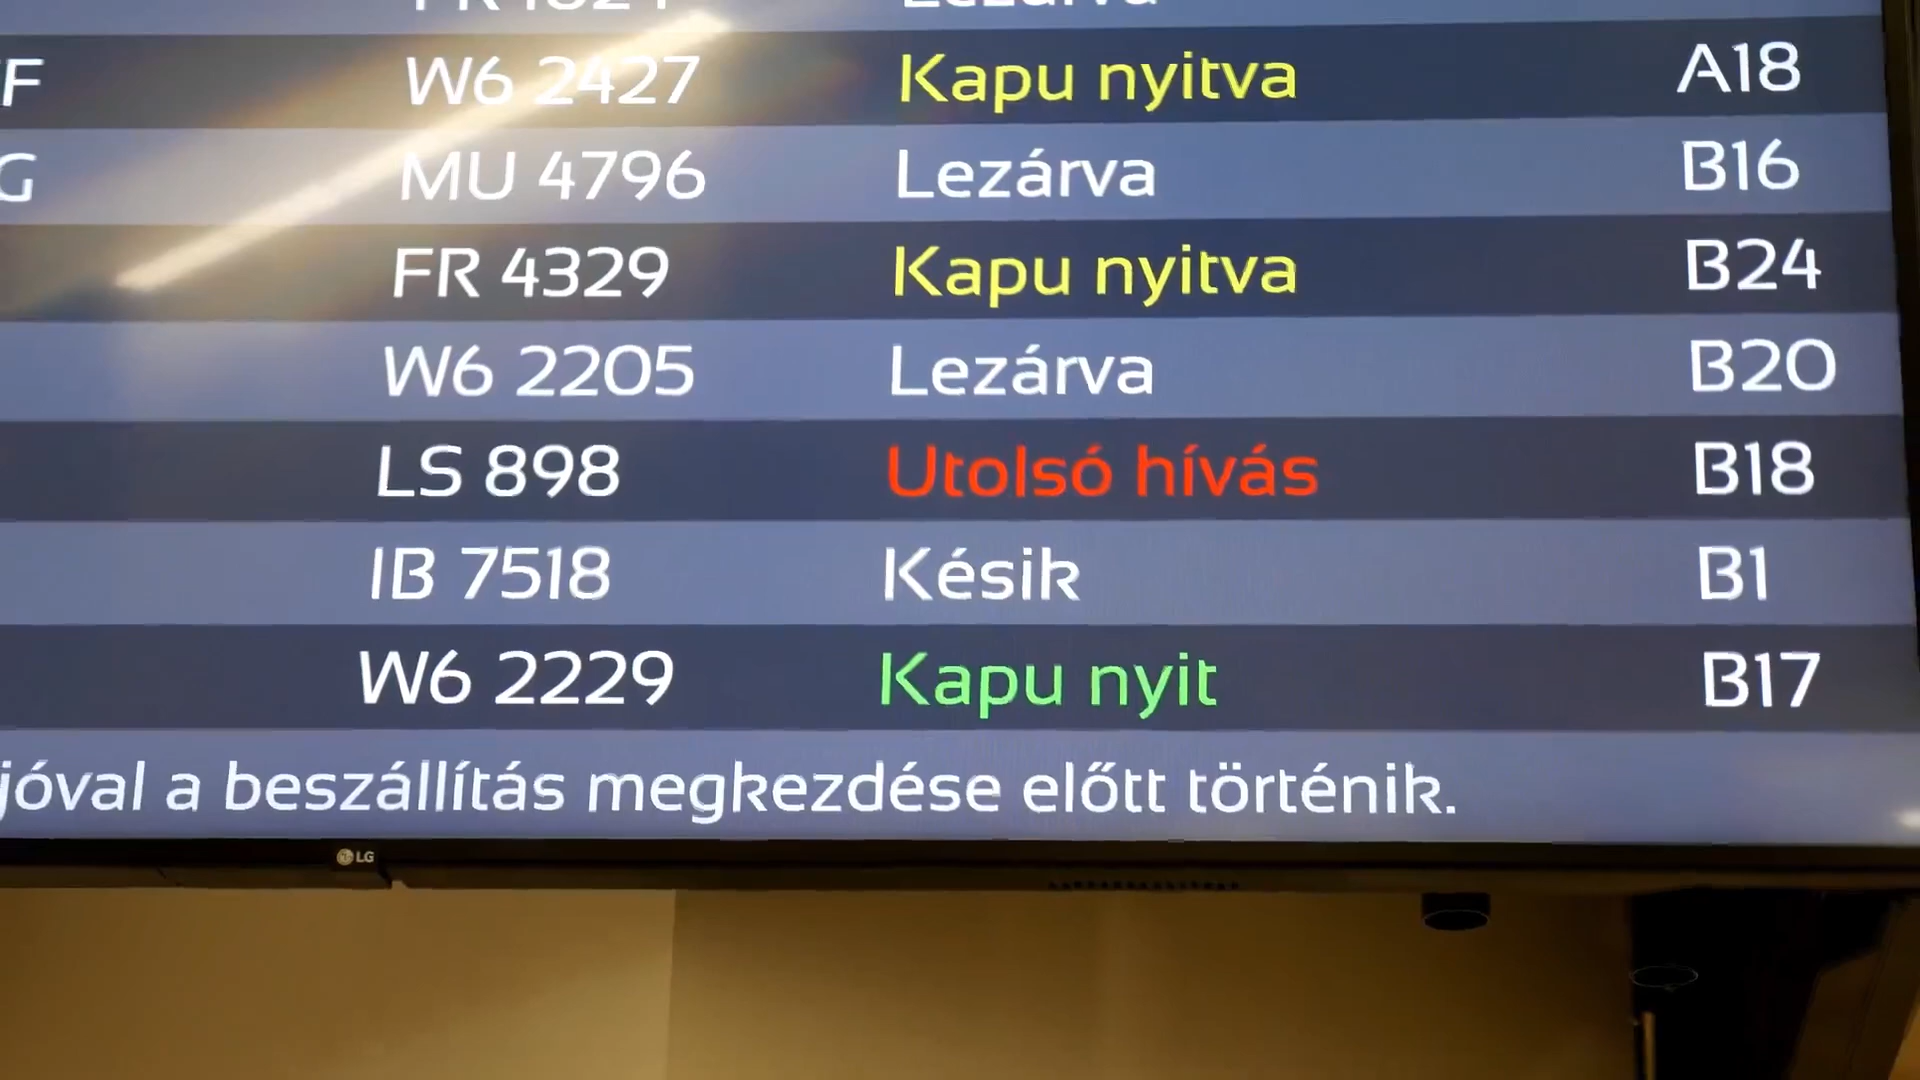 Lezárva
F W6 2427 Kapu nyitva A18
G MU 4796 Lezárva B16
FR 4329 Kapu nyitva B24
W6 2205 Lezárva B20
LS 898 Utolsó hívás B18
IB 7518 Késik B1
W6 2229 Kapu nyit B17
jóval a beszállítás megkezdése előtt történik.
LG